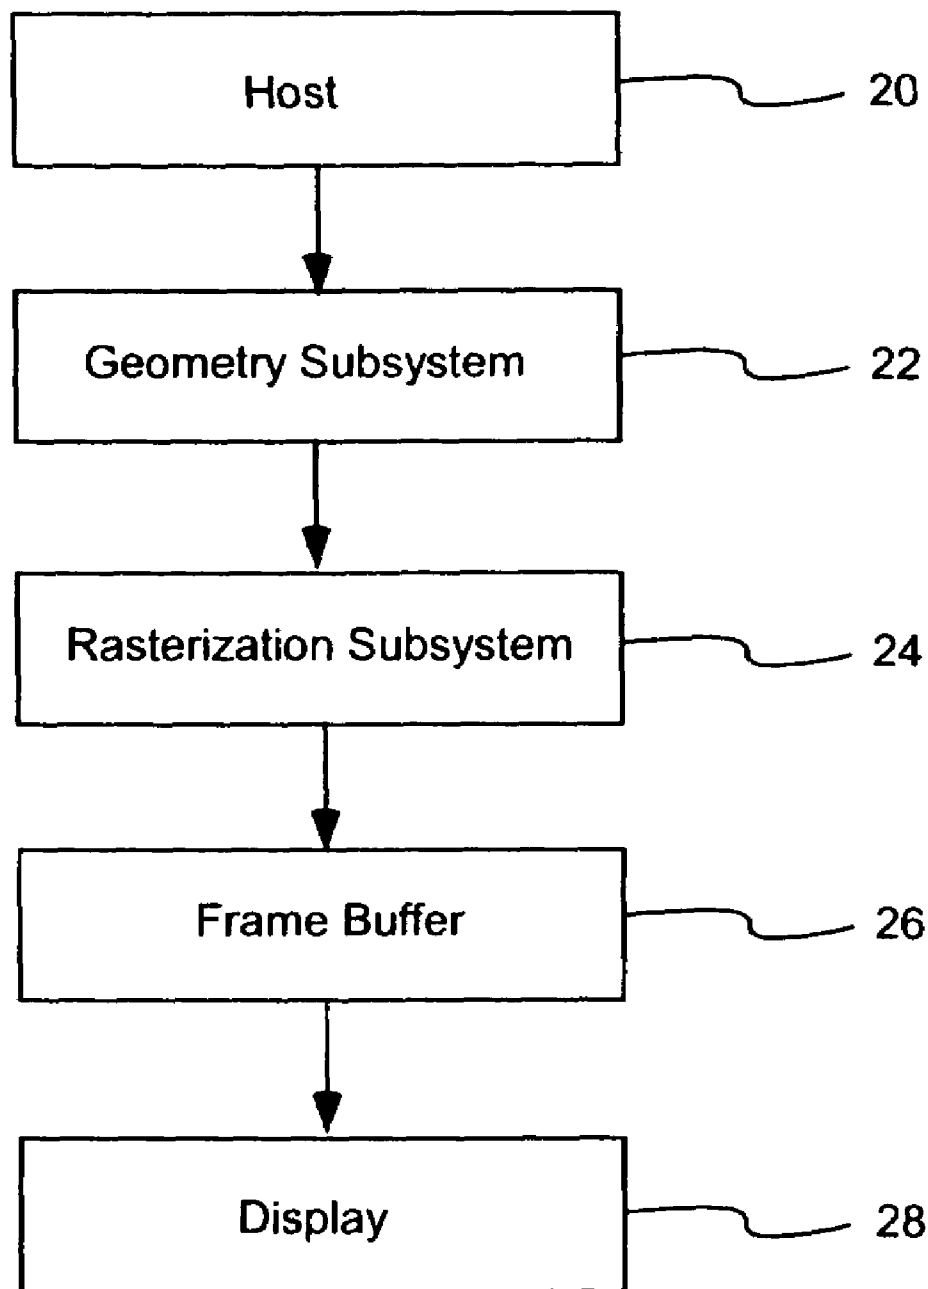 Host
20
Geometry Subsystem
22
Rasterization Subsystem
24
Frame Buffer
26
Display
28